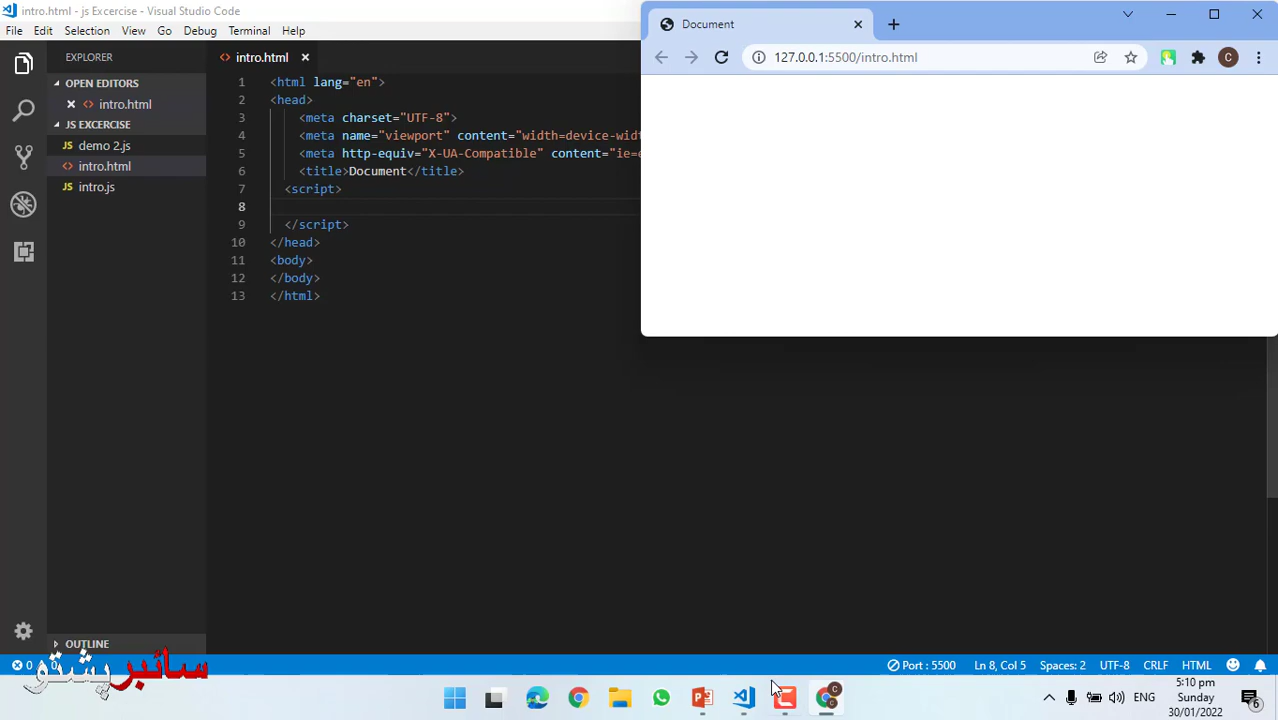 intro.html - js Excercise - Visual Studio Code
File Edit Selection View Go Debug Terminal Help
EXPLORER
OPEN EDITORS
intro.html
JS EXCERCISE
demo 2.js
intro.html
intro.js
OUTLINE
intro.html
1 <html lang="en">
2 <head>
3 <meta charset="UTF-8">
4 <meta name="viewport" content="width=device-widt
5 <meta http-equiv="X-UA-Compatible" content="ie=e
6 <title>Document</title>
7 <script>
8
9 </script>
10 </head>
11 <body>
12 </body>
13 </html>
Document
127.0.0.1:5500/intro.html
C
0
Port : 5500 Ln 8, Col 5 Spaces: 2 UTF-8 CRLF HTML
سائبر پشتو
ENG
5:10 pm
Sunday
30/01/2022
6